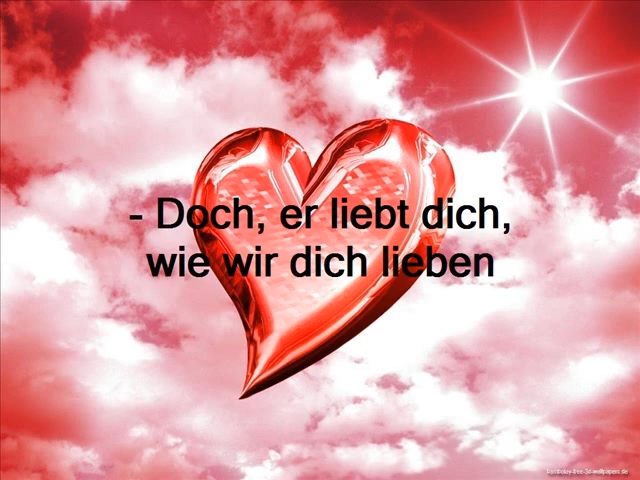 - Doch, er liebt dich,
wie wir dich lieben